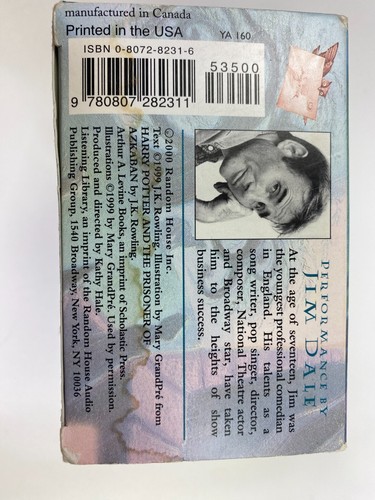 manufactured in Canada
Printed in the USA
YA 160
ISBN 0-8072-8231-6
53500
9 780807 282311
PERFORMANCE BY
JIM DALE
At the age of seventeen, Jim was
the youngest professional comedian
in England. His talents as a
song writer, pop singer, director,
composer, National Theatre actor
and Broadway star, have taken
him to the heights of show
business success.
©2000 Random House Inc.
Text ©1999 J.K. Rowling. Illustration by Mary GrandPré from
HARRY POTTER AND THE PRISONER OF
AZKABAN by J.K. Rowling.
Arthur A. Levine Books, an imprint of Scholastic Press.
Illustrations ©1999 by Mary GrandPré. Used by permission.
Produced and directed by Kathy Hale.
Listening Library, an imprint of the Random House Audio
Publishing Group, 1540 Broadway, New York, NY 10036